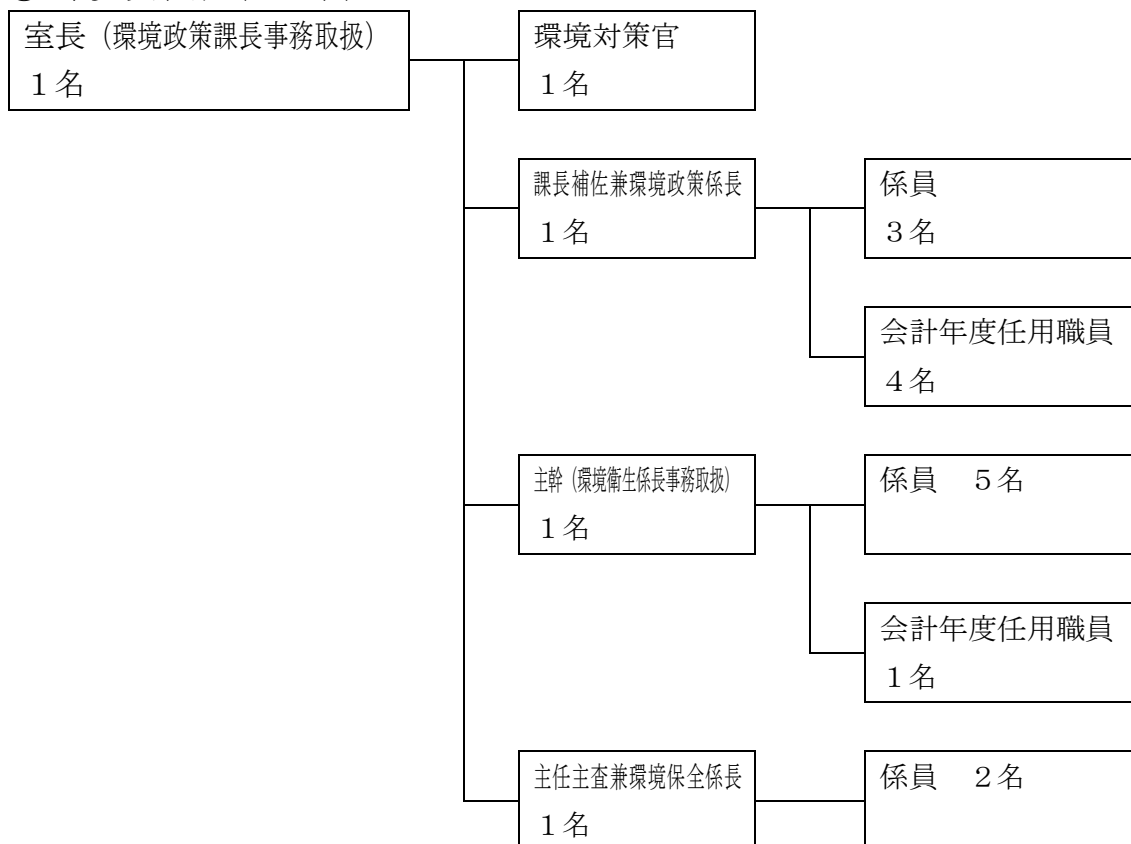 室長（環境政策課長事務取扱）
１名
環境対策官
１名
課長補佐兼環境政策係長
１名
係員
３名
会計年度任用職員
４名
主幹（環境衛生係長事務取扱）
１名
係員　５名
会計年度任用職員
１名
主任主査兼環境保全係長
１名
係員　２名